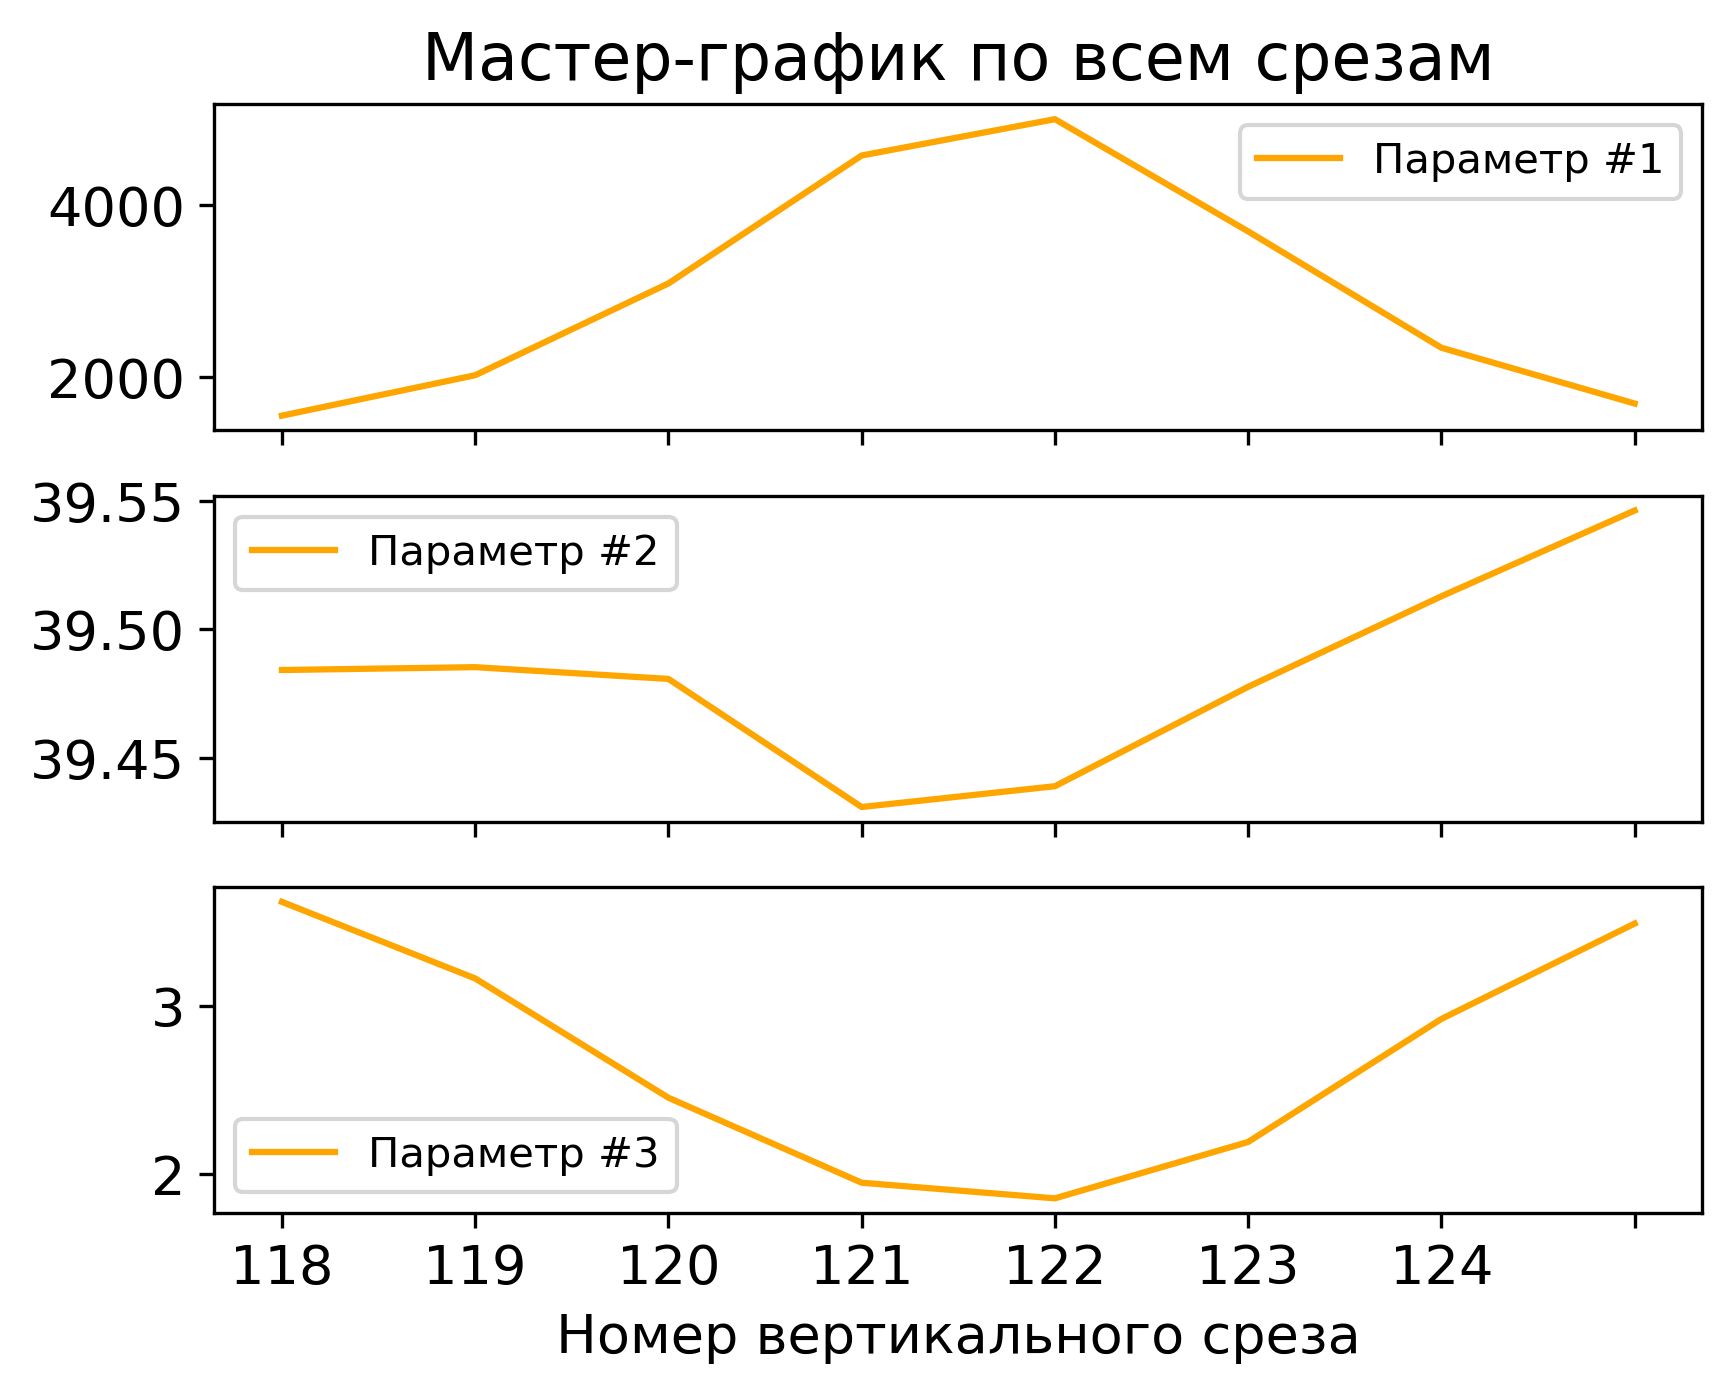 Мастер-график по всем срезам
Параметр #1
4000
2000
39.55
Параметр #2
39.50
39.45
3
Параметр #3
2
118 119 120 121 122 123 124
Номер вертикального среза